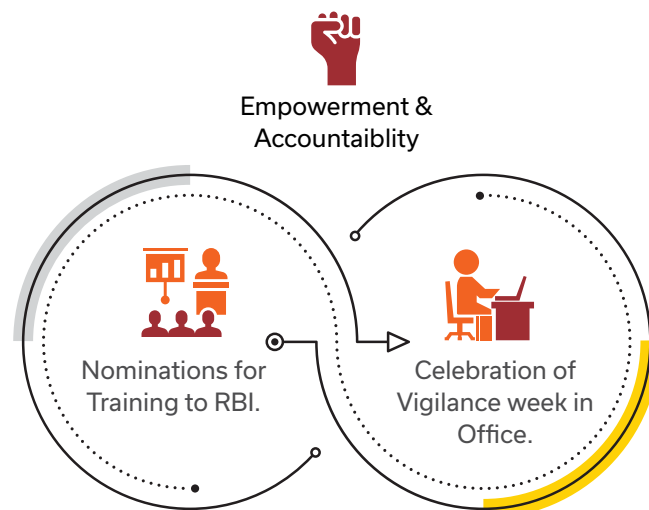 Empowerment &
Accountaiblity
Nominations for
Training to RBI.
Celebration of
Vigilance week in
Office.